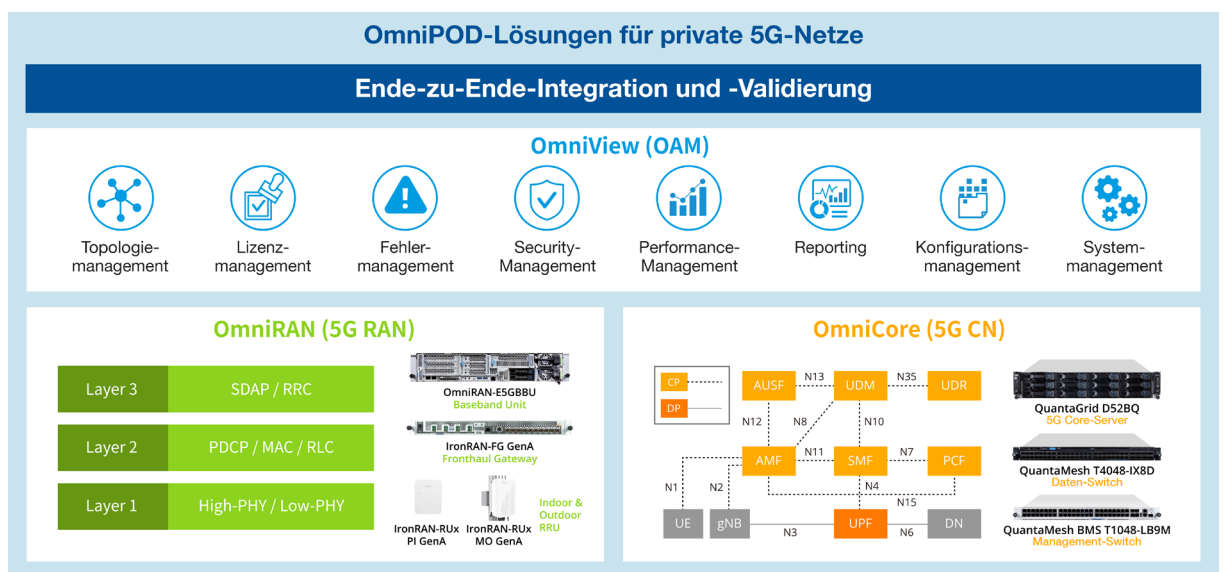 OmniPOD-Lösungen für private 5G-Netze
Ende-zu-Ende-Integration und -Validierung
OmniView (OAM)
Topologie-
management
Lizenz-
management
Fehler-
management
Security-
Management
Performance-
Management
Reporting
Konfigurations-
management
System-
management
OmniRAN (5G RAN)
Layer 3
SDAP / RRC
Layer 2
PDCP / MAC / RLC
Layer 1
High-PHY / Low-PHY
OmniRAN-E5GBBU
Baseband Unit
IronRAN-FG GenA
Fronthaul Gateway
IronRAN-RUx
PI GenA
IronRAN-RUx
MO GenA
Indoor &
Outdoor
RRU
OmniCore (5G CN)
CP
DP
AUSF
N13
UDM
N35
UDR
N12
N8
N10
AMF
N11
SMF
N7
PCF
N1
N2
N4
N15
UE
gNB
N3
UPF
N6
DN
QuantaGrid D52BQ
5G Core-Server
QuantaMesh T4048-IX8D
Daten-Switch
QuantaMesh BMS T1048-LB9M
Management-Switch